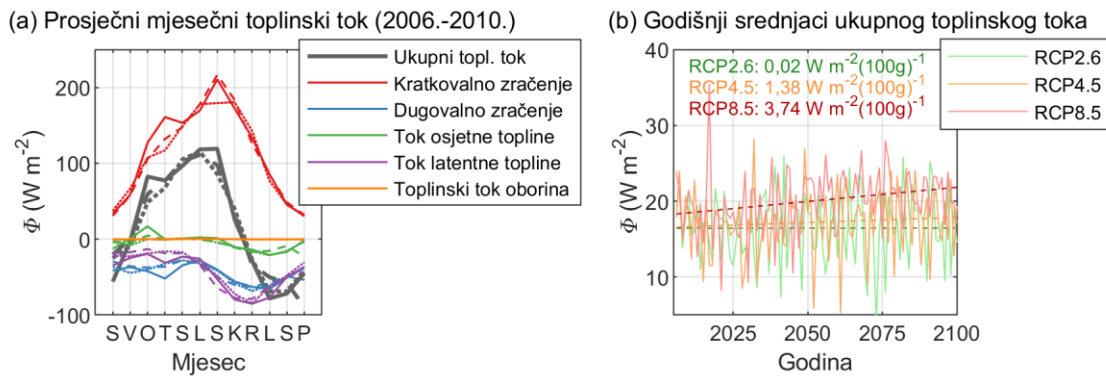 (a) Prosječni mjesečni toplinski tok (2006.-2010.)
Ukupni topl. tok
Kratkovalno zračenje
Dugovalno zračenje
Tok osjetne topline
Tok latentne topline
Toplinski tok oborina
200
100
0
-100
Φ (W m⁻²)
S V O T S L S K R L S P
Mjesec
(b) Godišnji srednjaci ukupnog toplinskog toka
RCP2.6: 0,02 W m⁻²(100g)⁻¹
RCP4.5: 1,38 W m⁻²(100g)⁻¹
RCP8.5: 3,74 W m⁻²(100g)⁻¹
RCP2.6
RCP4.5
RCP8.5
40
30
20
10
Φ (W m⁻²)
2025 2050 2075 2100
Godina